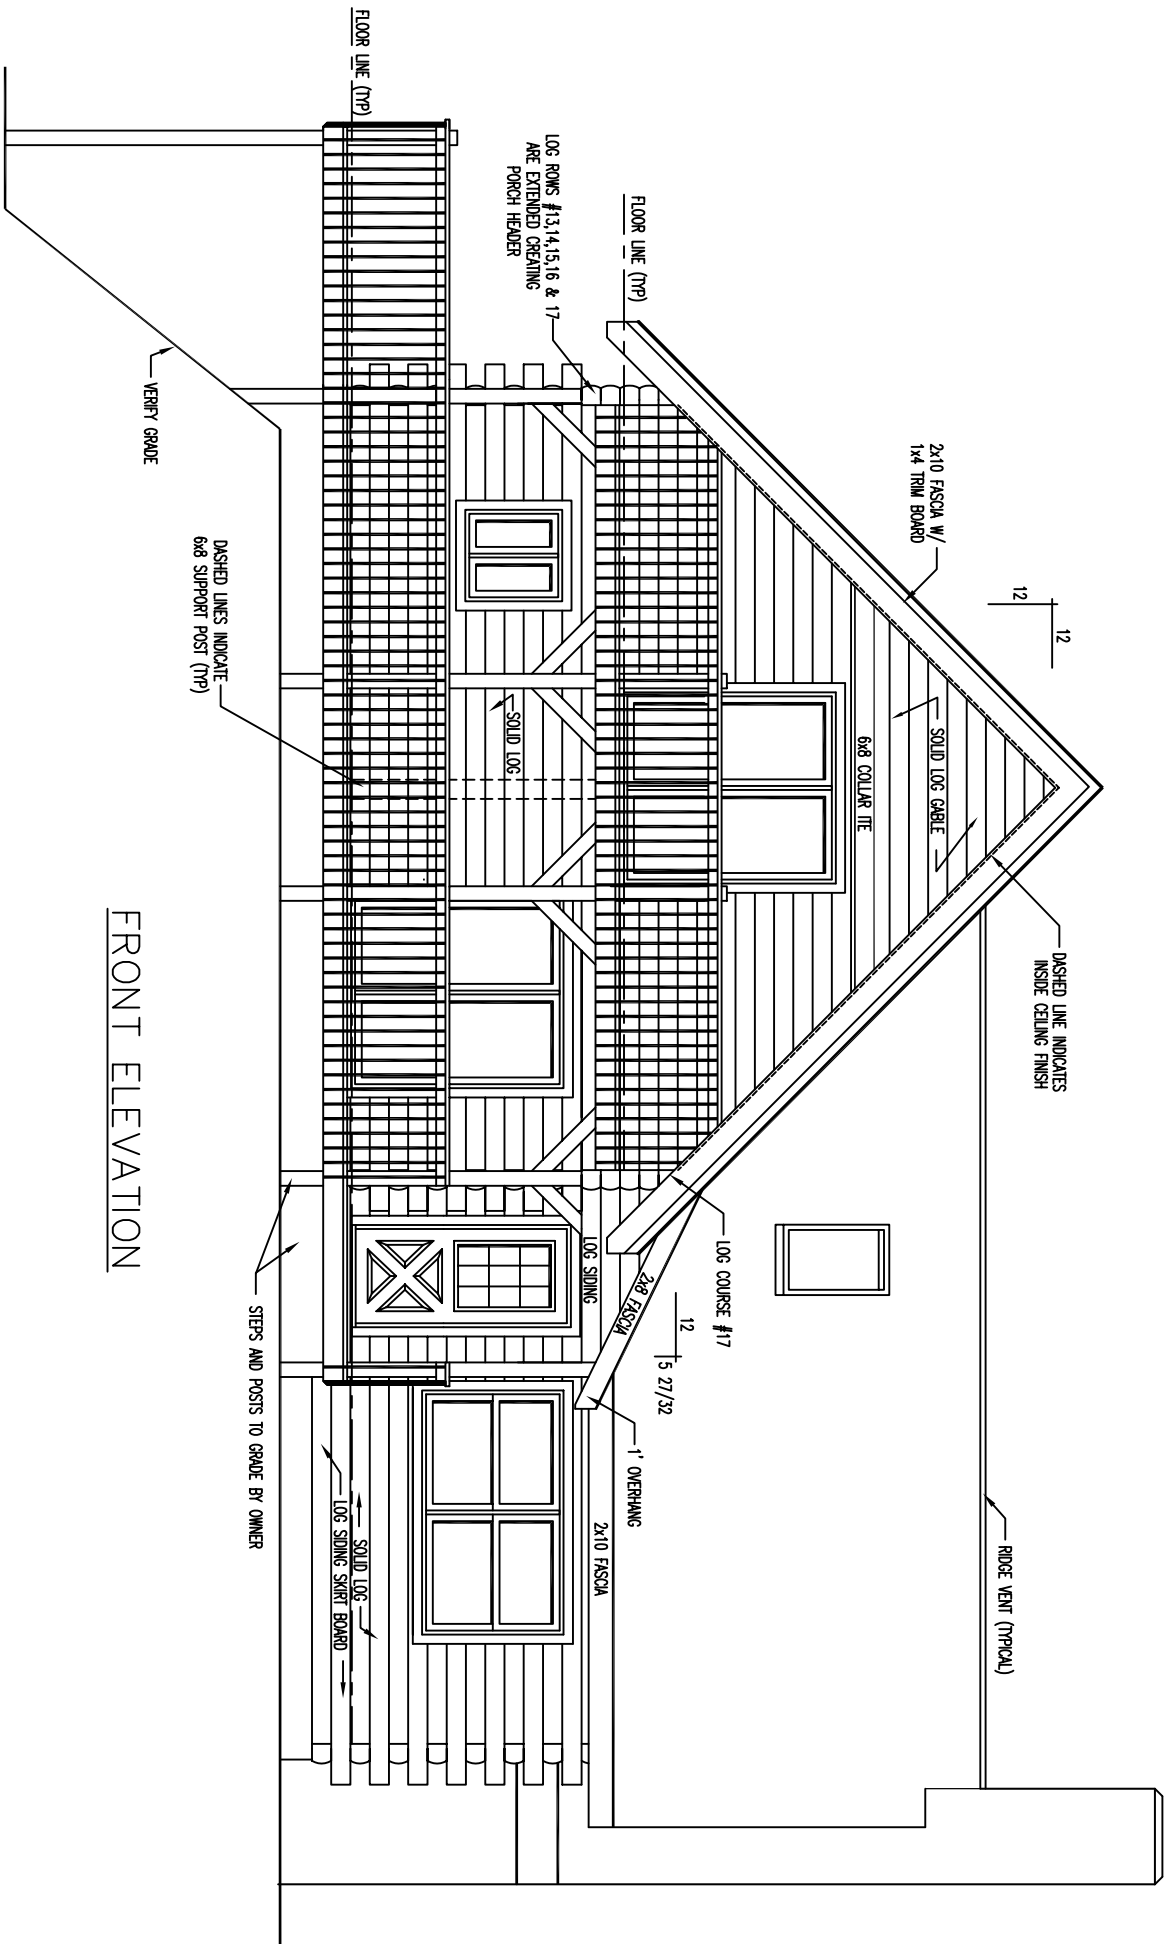 12
12
2x10 FASCIA W/
1x4 TRIM BOARD
DASHED LINE INDICATES
INSIDE CEILING FINISH
RIDGE VENT (TYPICAL)
SOLID LOG GABLE
6x8 COLLAR ITE
FLOOR LINE (TYP)
LOG COURSE #17
12
5 27/32
1' OVERHANG
2x8 FASCIA
2x10 FASCIA
LOG SIDING
LOG ROWS #13,14,15,16 & 17
ARE EXTENDED CREATING
PORCH HEADER
SOLID LOG
FLOOR LINE (TYP)
SOLID LOG
LOG SIDING SKIRT BOARD
DASHED LINES INDICATE
6x8 SUPPORT POST (TYP)
VERIFY GRADE
STEPS AND POSTS TO GRADE BY OWNER
FRONT ELEVATION